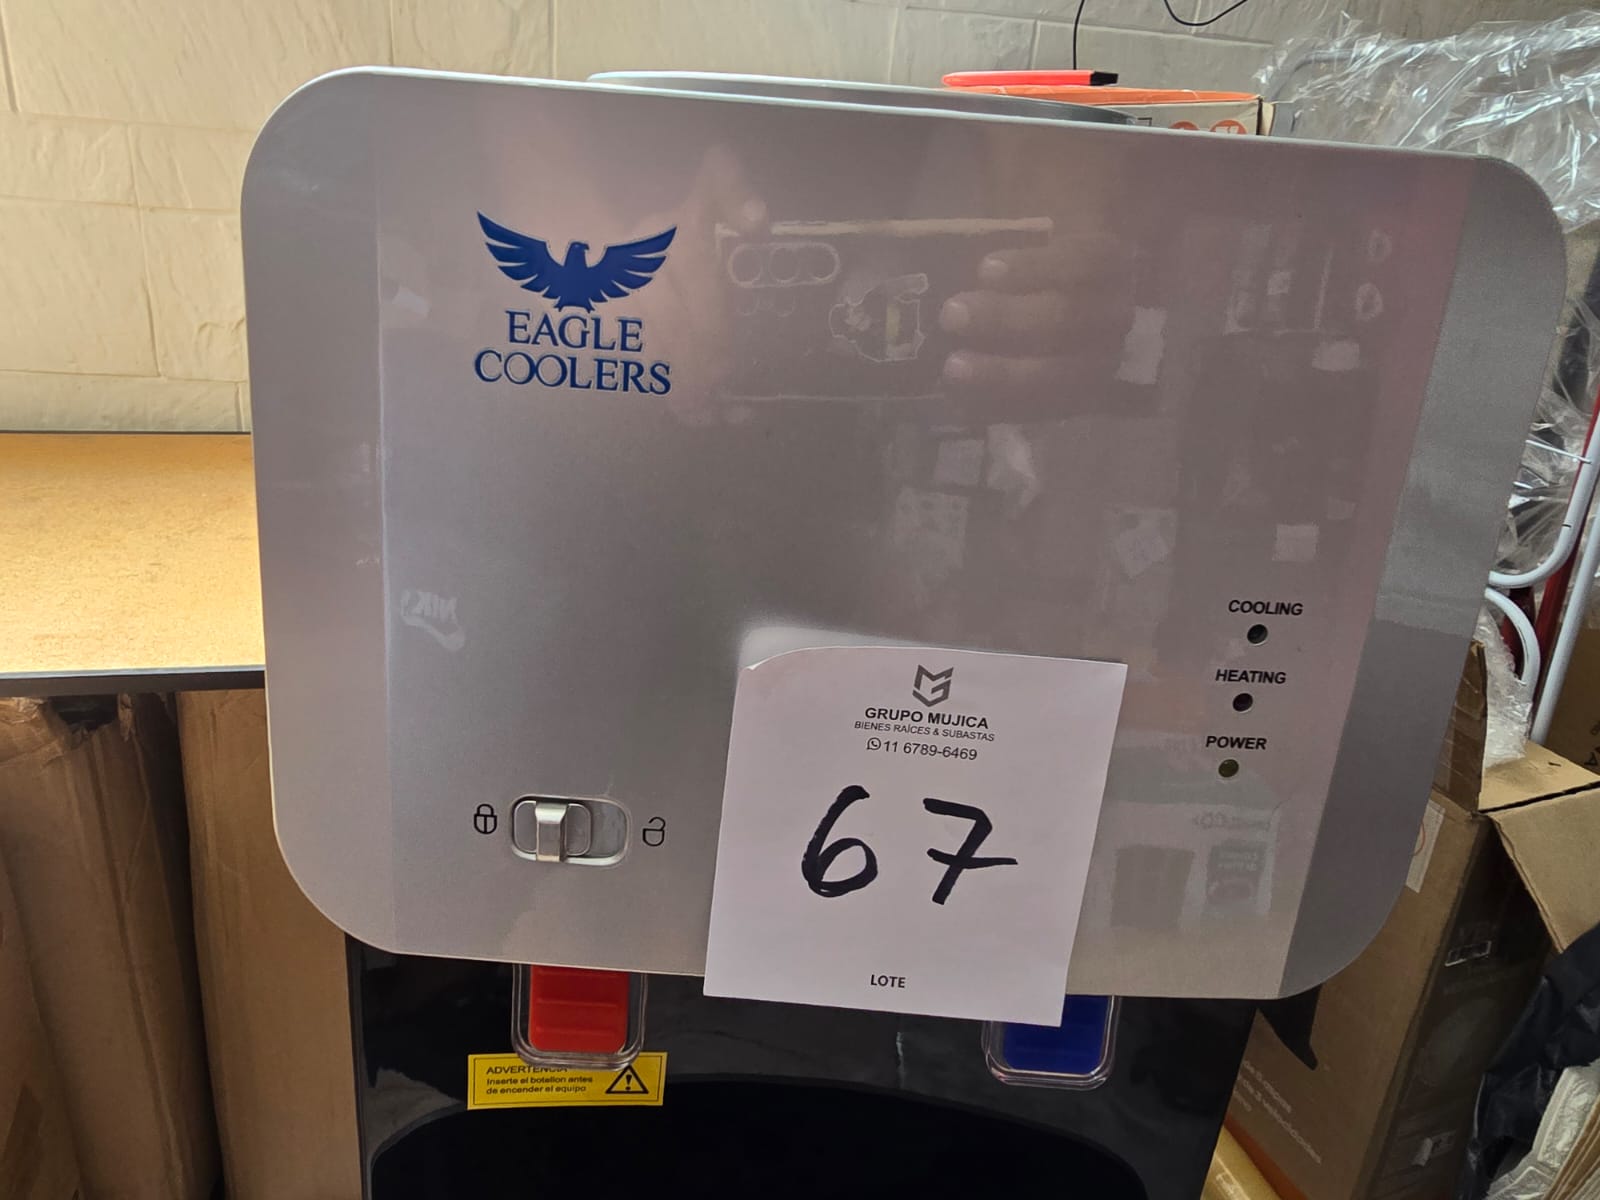 EAGLE
COOLERS
COOLING
HEATING
POWER
GRUPO MUJICA
BIENES RAÍCES & SUBASTAS
11 6789-6469
67
LOTE
ADVERTENCIA
Inserte el botellon antes
de encender el equipo